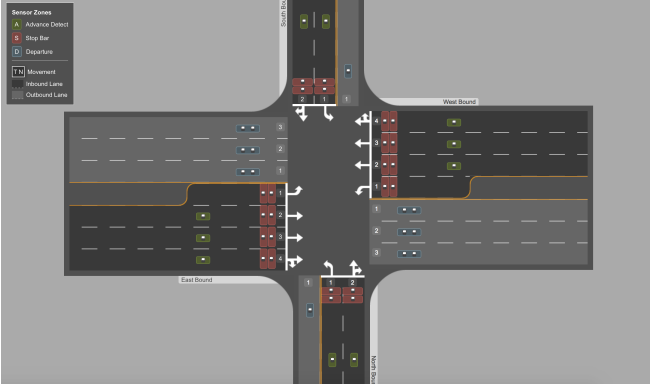 Sensor Zones
A Advance Detect
S Stop Bar
D Departure
T N Movement
Inbound Lane
Outbound Lane
South Bou
2 1 1
West Bound
3
2
1
4
3
2
1
1
2
3
4
1
2
3
East Bound
1 1 2
North Bou